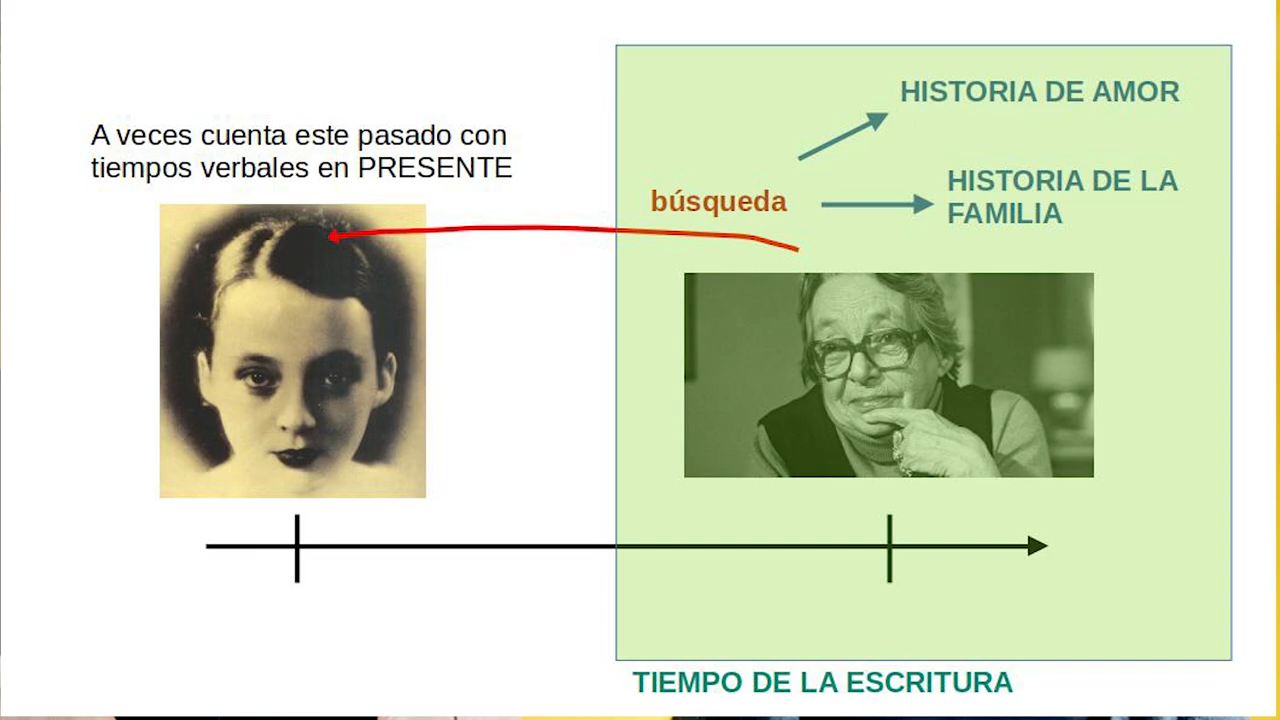 HISTORIA DE AMOR
A veces cuenta este pasado con
tiempos verbales en PRESENTE
HISTORIA DE LA
FAMILIA
búsqueda
TIEMPO DE LA ESCRITURA